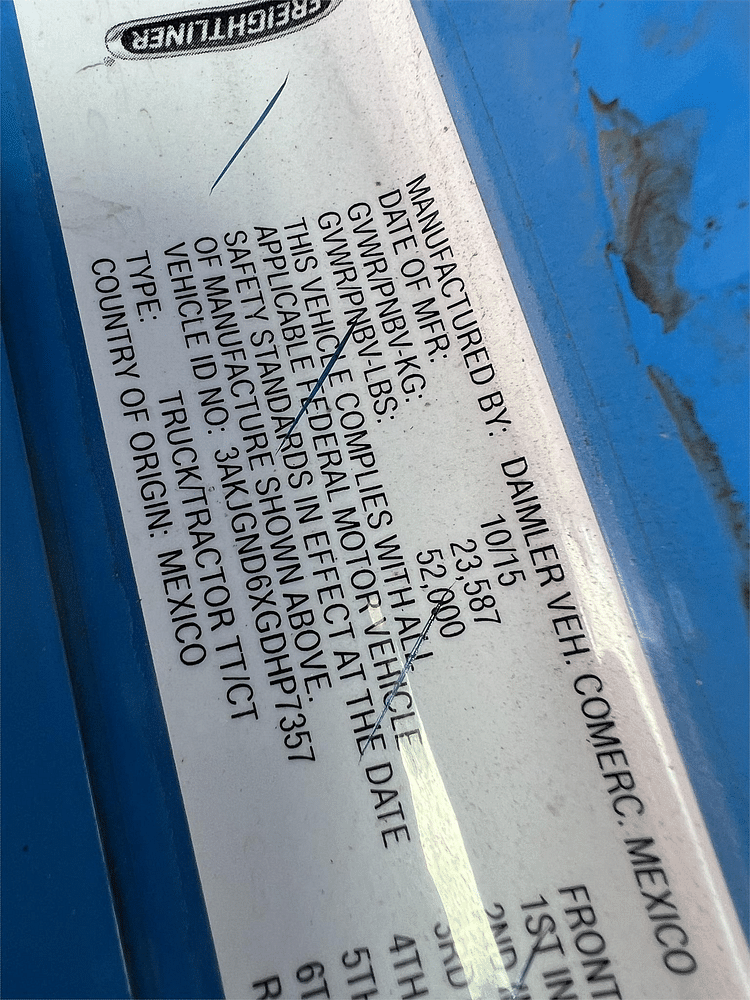 FREIGHTLINER
MANUFACTURED BY: DAIMLER VEH. COMERC. MEXICO
DATE OF MFR: 10/15
GVWR/PNBV-KG: 23,587
GVWR/PNBV-LBS: 52,000
THIS VEHICLE COMPLIES WITH ALL
APPLICABLE FEDERAL MOTOR VEHICLE
SAFETY STANDARDS IN EFFECT AT THE DATE
OF MANUFACTURE SHOWN ABOVE.
VEHICLE ID NO: 3AKJGND6XGDHP7357
TYPE: TRUCK/TRACTOR TT/CT
COUNTRY OF ORIGIN: MEXICO
FRONT
1ST IN
2ND
3RD
4TH
5TH
6T
R